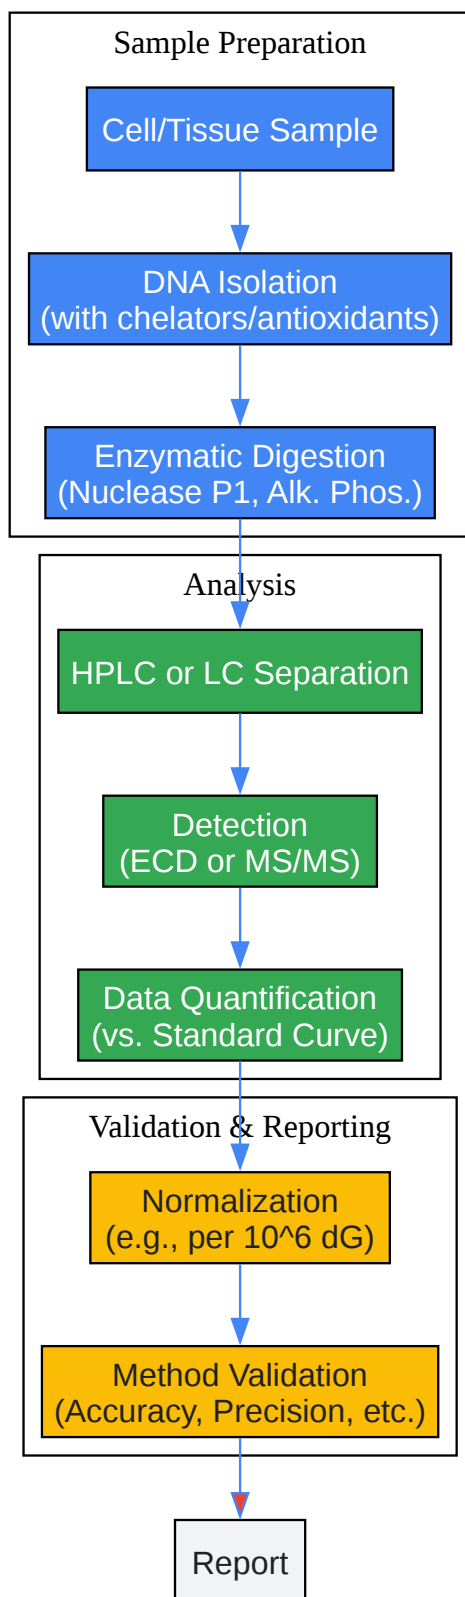 Sample Preparation
Cell/Tissue Sample
DNA Isolation
(with chelators/antioxidants)
Enzymatic Digestion
(Nuclease P1, Alk. Phos.)
Analysis
HPLC or LC Separation
Detection
(ECD or MS/MS)
Data Quantification
(vs. Standard Curve)
Validation & Reporting
Normalization
(e.g., per 10^6 dG)
Method Validation
(Accuracy, Precision, etc.)
Report